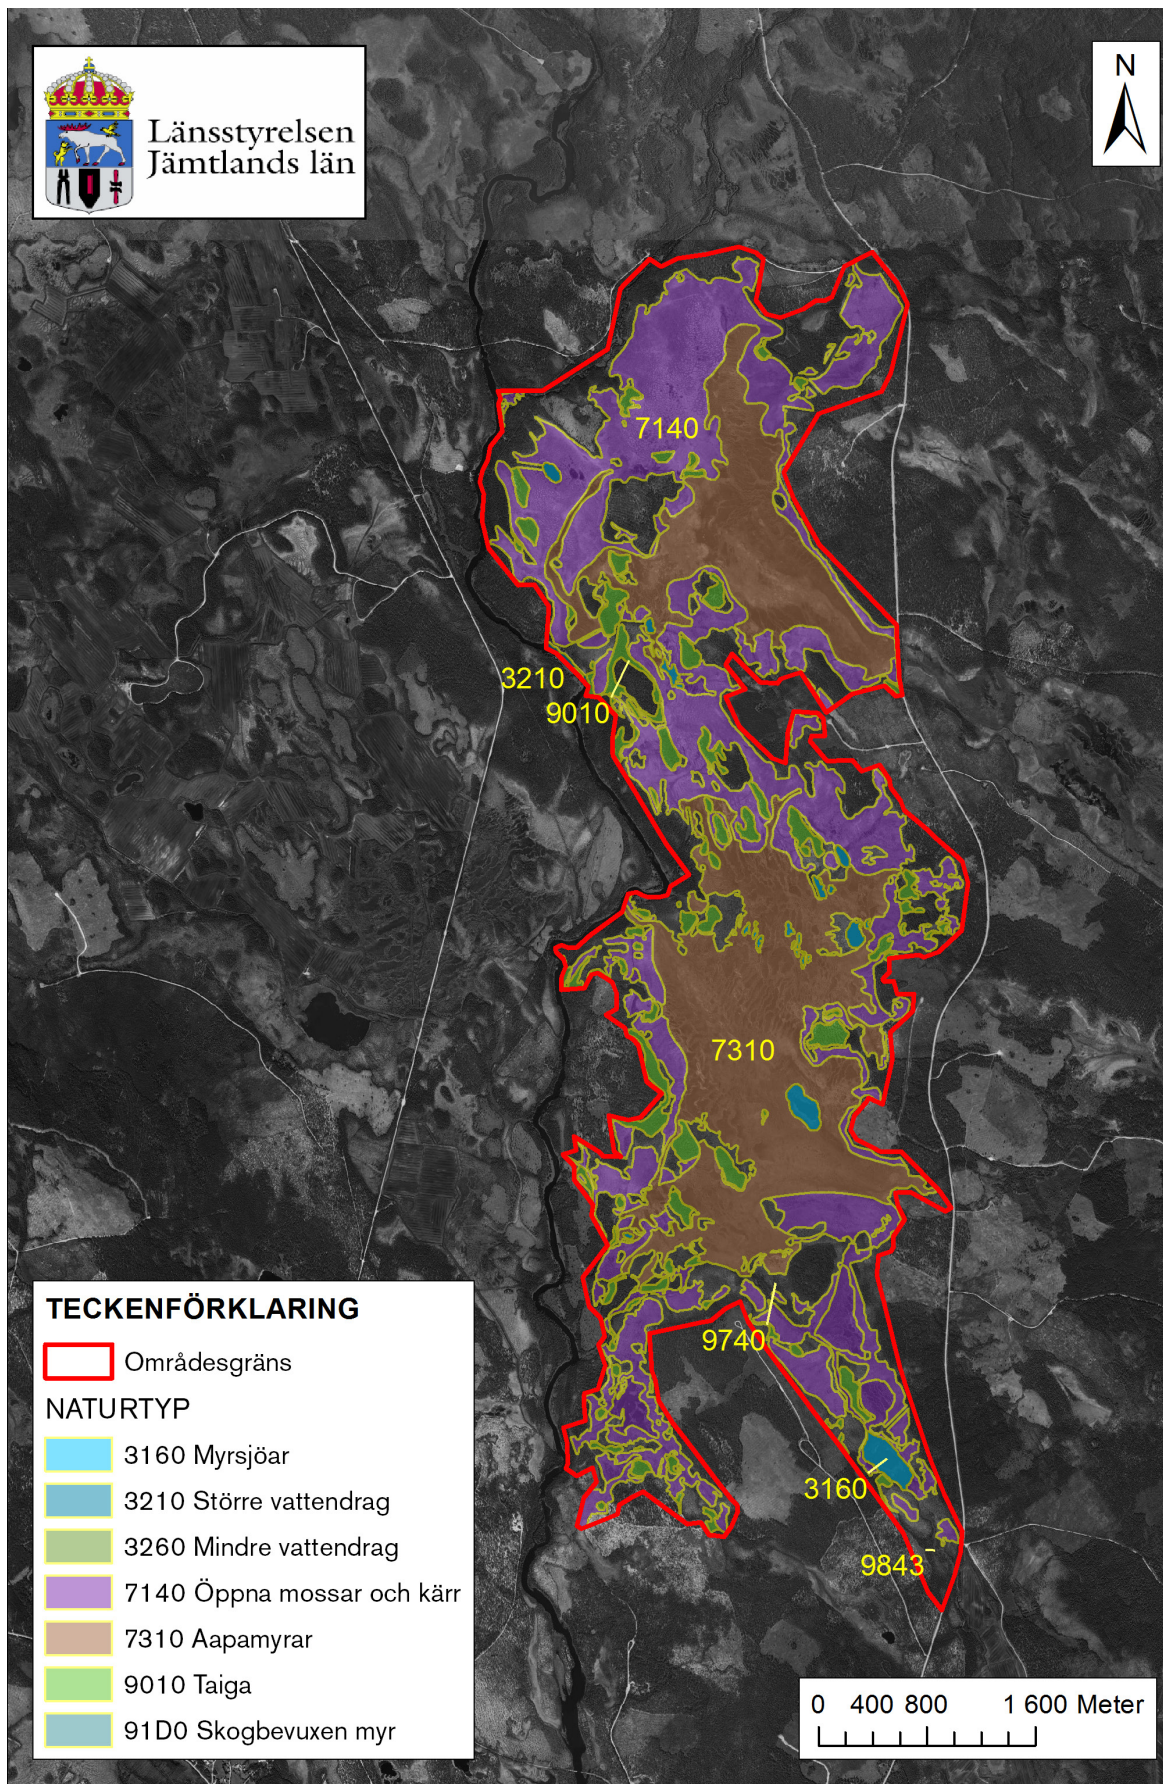 Länsstyrelsen
Jämtlands län
N
7140
3210
9010
7310
9740
3160
9843
TECKENFÖRKLARING
Områdesgräns
NATURTYP
3160 Myrsjöar
3210 Större vattendrag
3260 Mindre vattendrag
7140 Öppna mossar och kärr
7310 Aapamyrar
9010 Taiga
91D0 Skogbevuxen myr
0 400 800 1 600 Meter